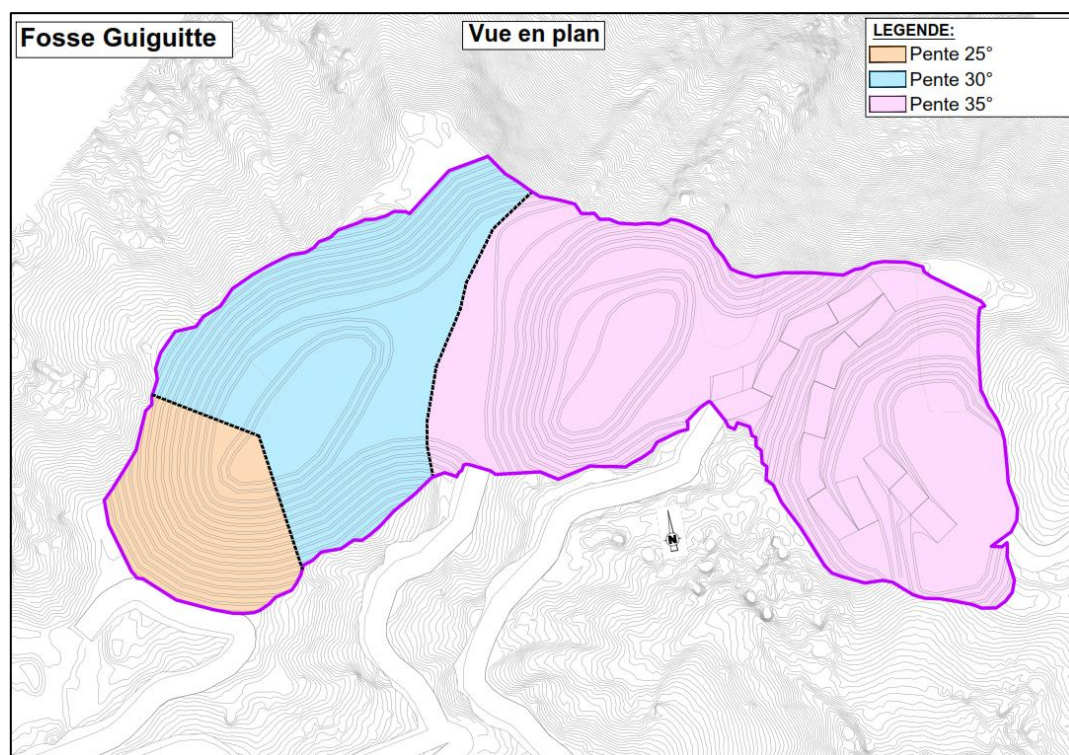 Fosse Guiguitte
Vue en plan
LEGENDE:
Pente 25°
Pente 30°
Pente 35°
N